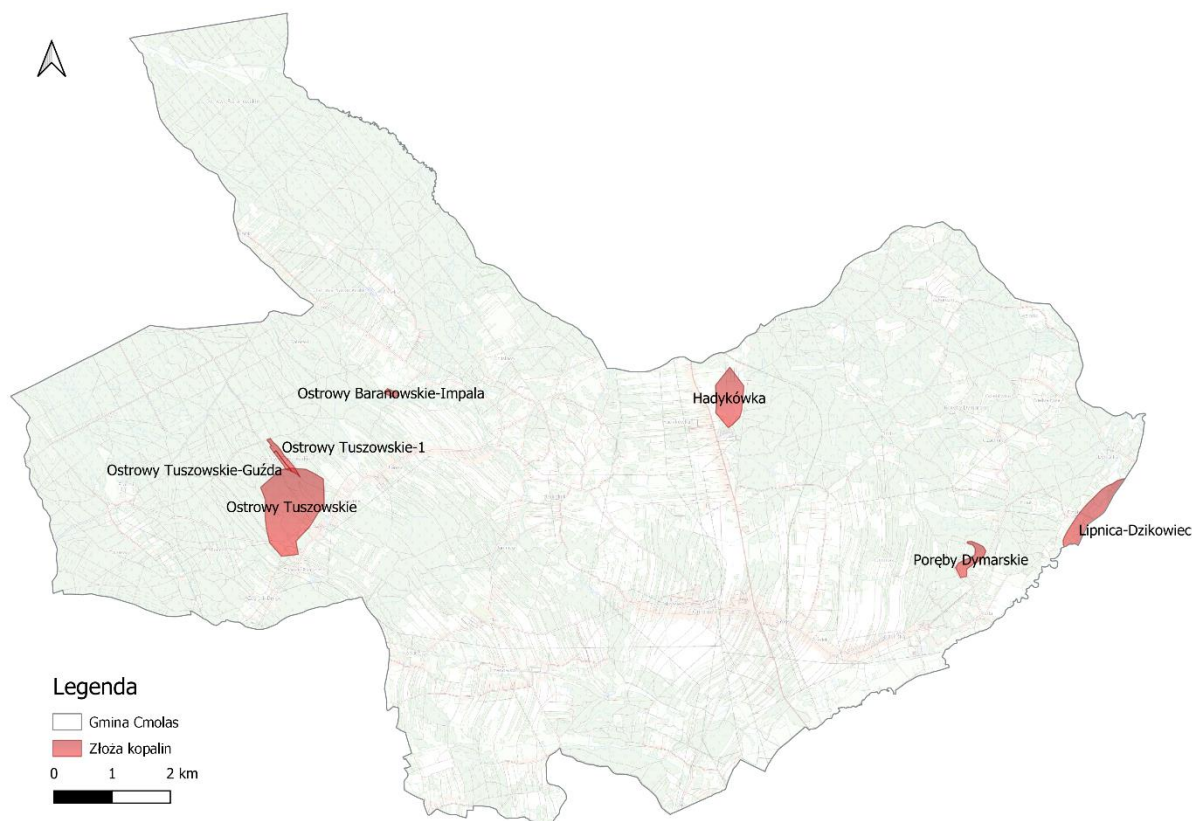 Ostrowy Baranowskie-Impala
Hadykówka
Ostrowy Tuszowskie-1
Ostrowy Tuszowskie-Guźda
Ostrowy Tuszowskie
Lipnica-Dzikowiec
Poręby Dymarskie
Legenda
Gmina Cmolas
Złoża kopalin
0 1 2 km